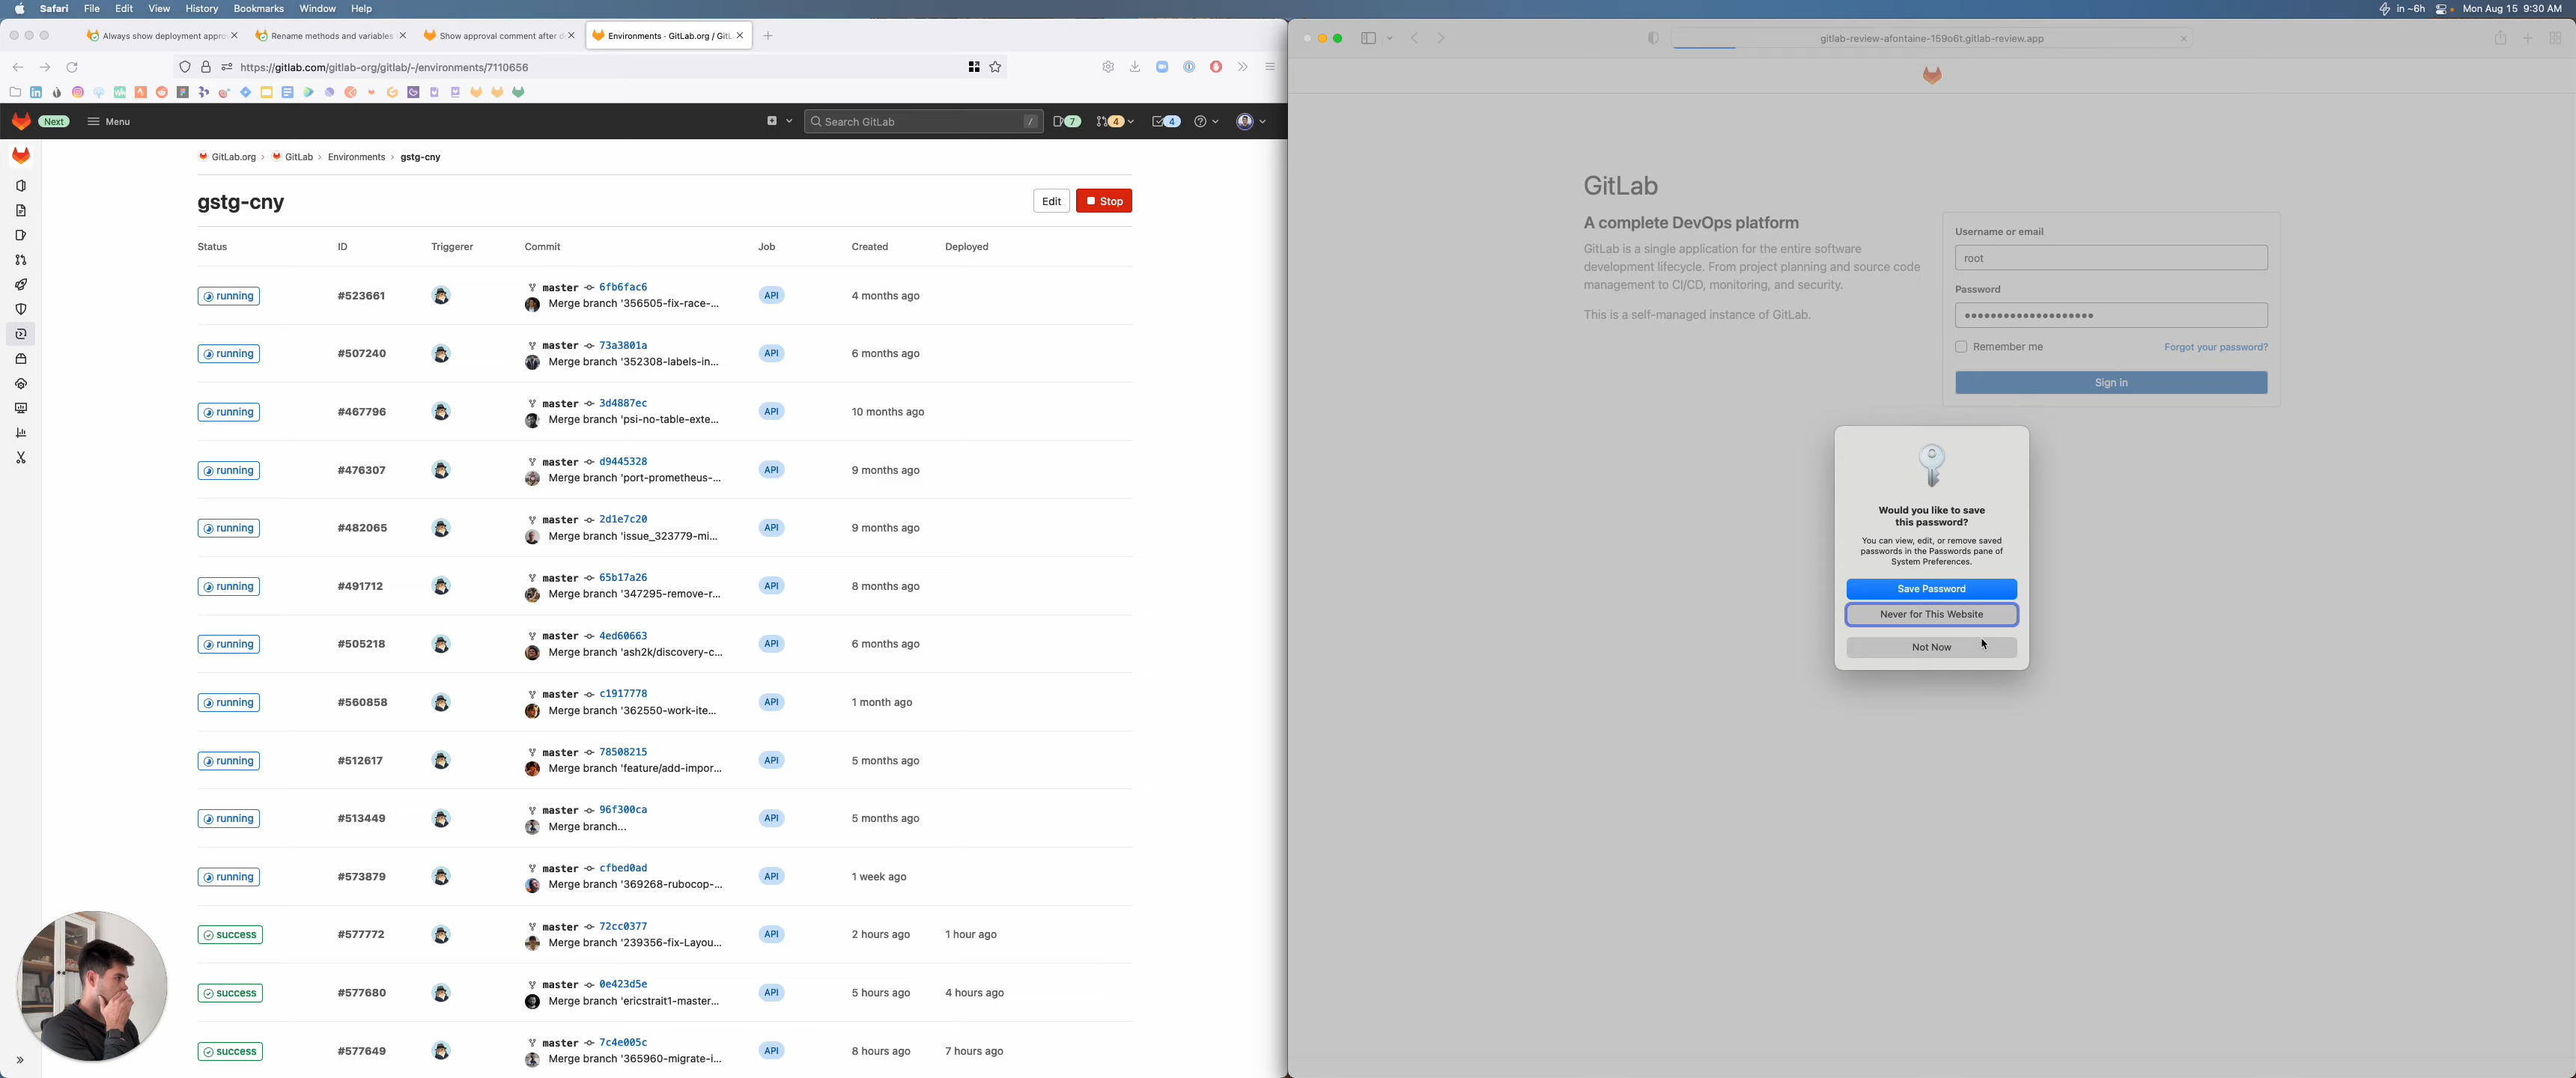 Safari File Edit View History Bookmarks Window Help
in ~6h Mon Aug 15 9:30 AM
Always show deployment appro
Rename methods and variables
Show approval comment after d
Environments · GitLab.org / GitL
https://gitlab.com/gitlab-org/gitlab/-/environments/7110656
Next Menu
Search GitLab /
7 4 4
GitLab.org › GitLab › Environments › gstg-cny
gstg-cny
Edit Stop
Status ID Triggerer Commit Job Created Deployed
master 6fb6fac6
running #523661 API 4 months ago
Merge branch '356505-fix-race-...
master 73a3801a
running #507240 API 6 months ago
Merge branch '352308-labels-in...
master 3d4887ec
running #467796 API 10 months ago
Merge branch 'psi-no-table-exte...
master d9445328
running #476307 API 9 months ago
Merge branch 'port-prometheus-...
master 2d1e7c20
running #482065 API 9 months ago
Merge branch 'issue_323779-mi...
master 65b17a26
running #491712 API 8 months ago
Merge branch '347295-remove-r...
master 4ed60663
running #505218 API 6 months ago
Merge branch 'ash2k/discovery-c...
master c1917778
running #560858 API 1 month ago
Merge branch '362550-work-ite...
master 78508215
running #512617 API 5 months ago
Merge branch 'feature/add-impor...
master 96f300ca
running #513449 API 5 months ago
Merge branch...
master cfbed0ad
running #573879 API 1 week ago
Merge branch '369268-rubocop-...
master 72cc0377
success #577772 API 2 hours ago 1 hour ago
Merge branch '239356-fix-Layou...
master 0e423d5e
success #577680 API 5 hours ago 4 hours ago
Merge branch 'ericstrait1-master...
master 7c4e005c
success #577649 API 8 hours ago 7 hours ago
Merge branch '365960-migrate-i...
gitlab-review-afontaine-159o6t.gitlab-review.app
GitLab
A complete DevOps platform
GitLab is a single application for the entire software
development lifecycle. From project planning and source code
management to CI/CD, monitoring, and security.
This is a self-managed instance of GitLab.
Username or email
root
Password
Remember me Forgot your password?
Sign in
Would you like to save
this password?
You can view, edit, or remove saved
passwords in the Passwords pane of
System Preferences.
Save Password
Never for This Website
Not Now